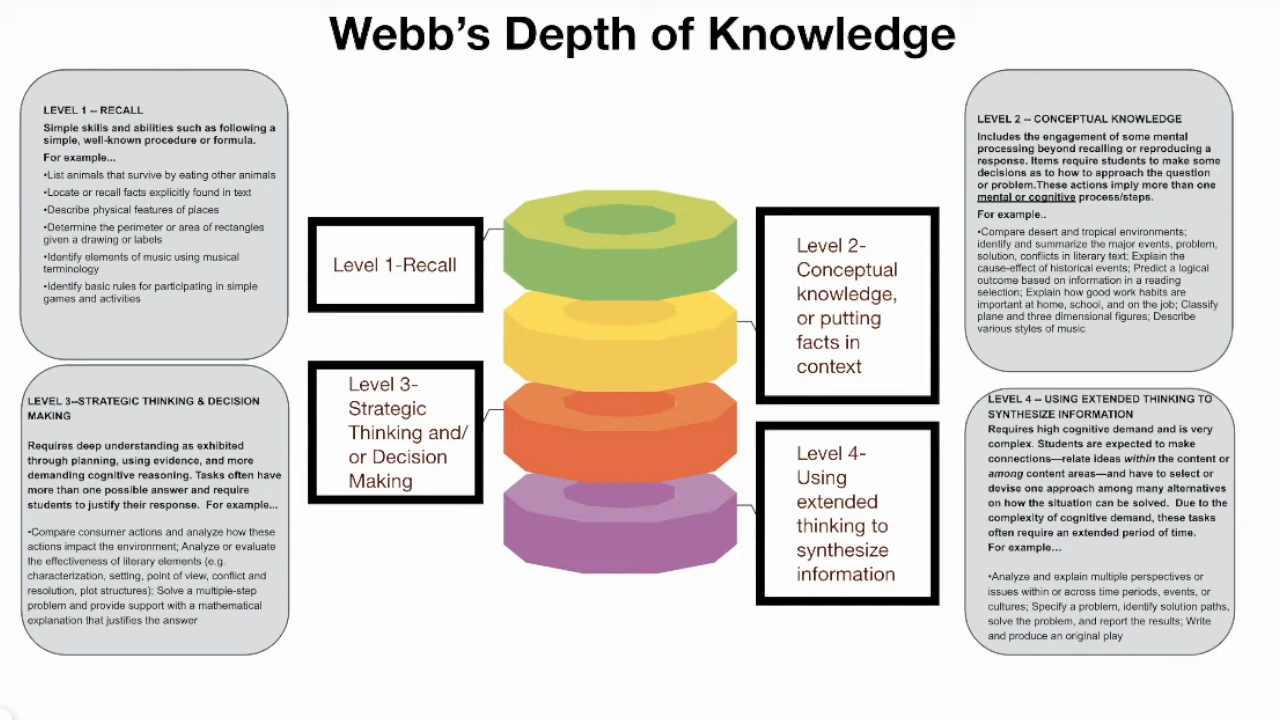 Webb's Depth of Knowledge
LEVEL 1 -- RECALL
Simple skills and abilities such as following a
simple, well-known procedure or formula.
For example...
•List animals that survive by eating other animals
•Locate or recall facts explicitly found in text
•Describe physical features of places
•Determine the perimeter or area of rectangles
given a drawing or labels
•Identify elements of music using musical
terminology
•Identify basic rules for participating in simple
games and activities
LEVEL 3--STRATEGIC THINKING & DECISION
MAKING
Requires deep understanding as exhibited
through planning, using evidence, and more
demanding cognitive reasoning. Tasks often have
more than one possible answer and require
students to justify their response.  For example...
•Compare consumer actions and analyze how these
actions impact the environment; Analyze or evaluate
the effectiveness of literary elements (e.g.
characterization, setting, point of view, conflict and
resolution, plot structures); Solve a multiple-step
problem and provide support with a mathematical
explanation that justifies the answer
Level 1-Recall
Level 3-
Strategic
Thinking and/
or Decision
Making
Level 2-
Conceptual
knowledge,
or putting
facts in
context
Level 4-
Using
extended
thinking to
synthesize
information
LEVEL 2 -- CONCEPTUAL KNOWLEDGE
Includes the engagement of some mental
processing beyond recalling or reproducing a
response. Items require students to make some
decisions as to how to approach the question
or problem.These actions imply more than one
mental or cognitive process/steps.
For example..
•Compare desert and tropical environments;
identify and summarize the major events, problem,
solution, conflicts in literary text; Explain the
cause-effect of historical events; Predict a logical
outcome based on information in a reading
selection; Explain how good work habits are
important at home, school, and on the job; Classify
plane and three dimensional figures; Describe
various styles of music
LEVEL 4 -- USING EXTENDED THINKING TO
SYNTHESIZE INFORMATION
Requires high cognitive demand and is very
complex. Students are expected to make
connections—relate ideas within the content or
among content areas—and have to select or
devise one approach among many alternatives
on how the situation can be solved.  Due to the
complexity of cognitive demand, these tasks
often require an extended period of time.
For example…
•Analyze and explain multiple perspectives or
issues within or across time periods, events, or
cultures; Specify a problem, identify solution paths,
solve the problem, and report the results; Write
and produce an original play